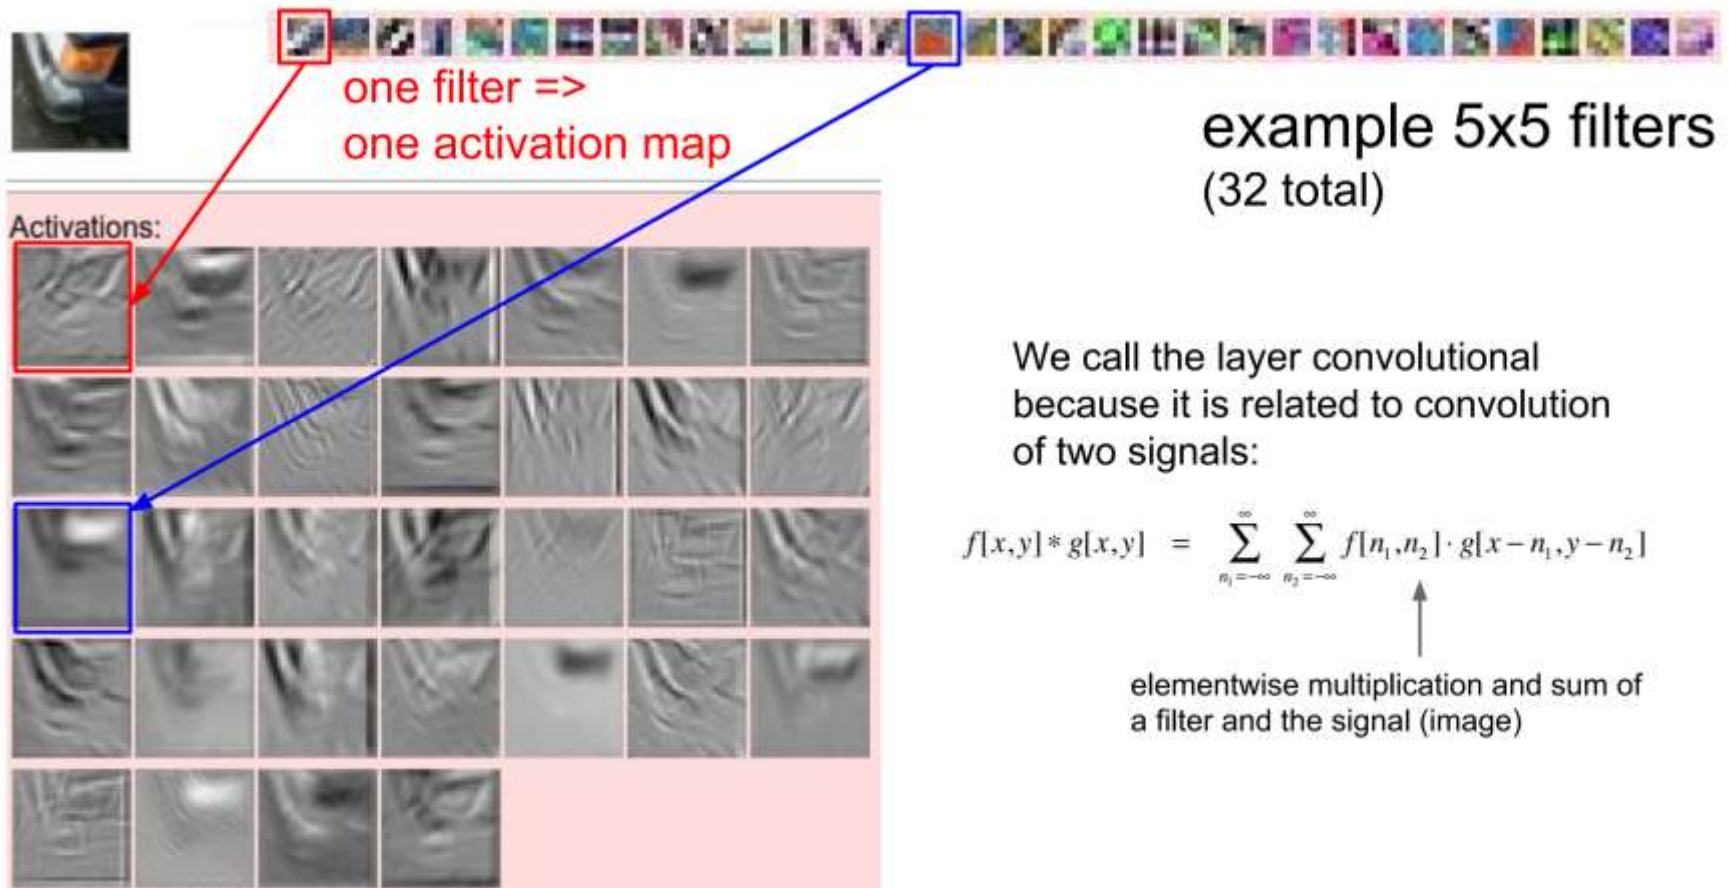 one filter =>
one activation map
example 5x5 filters
(32 total)
Activations:
We call the layer convolutional
because it is related to convolution
of two signals:
f[x,y] * g[x,y] = ∑_{n₁=-∞}^{∞} ∑_{n₂=-∞}^{∞} f[n₁,n₂] · g[x−n₁,y−n₂]
elementwise multiplication and sum of
a filter and the signal (image)